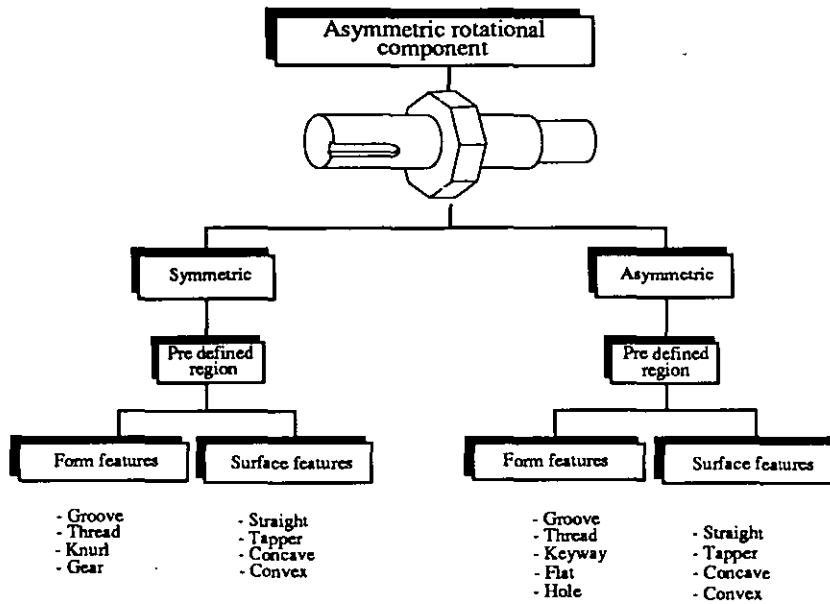 Asymmetric rotational
component
Symmetric
Asymmetric
Pre defined
region
Pre defined
region
Form features
Surface features
Form features
Surface features
- Groove
- Thread
- Knurl
- Gear
- Straight
- Tapper
- Concave
- Convex
- Groove
- Thread
- Keyway
- Flat
- Hole
- Straight
- Tapper
- Concave
- Convex